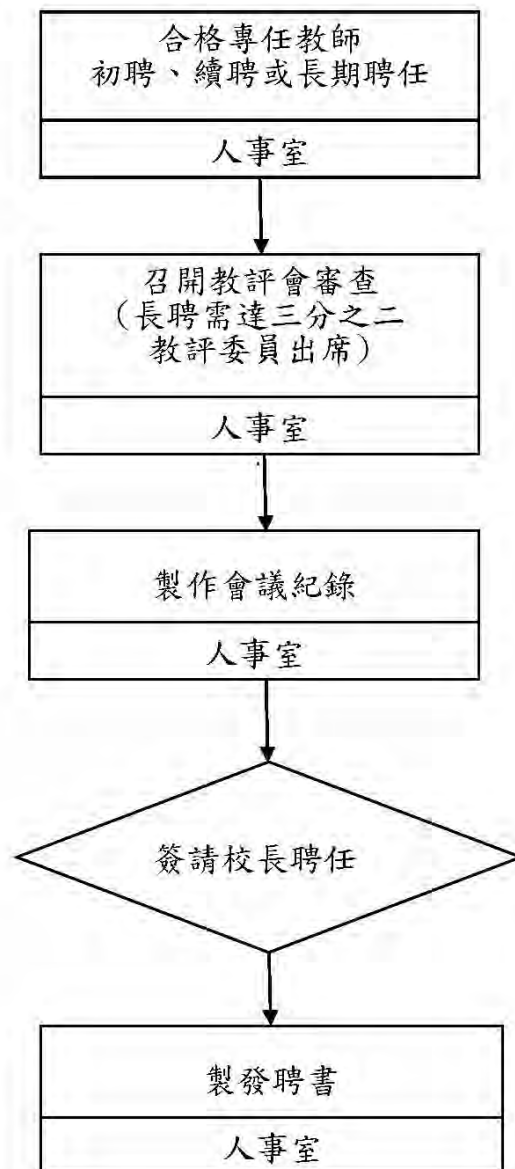 合格專任教師
初聘、續聘或長期聘任
人事室
召開教評會審查
(長聘需達三分之二
教評委員出席)
人事室
製作會議紀錄
人事室
簽請校長聘任
製發聘書
人事室